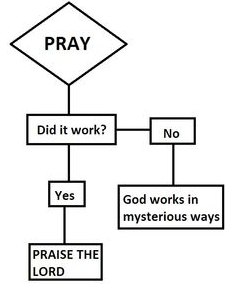 PRAY
Did it work?
No
Yes
God works in
mysterious ways
PRAISE THE
LORD